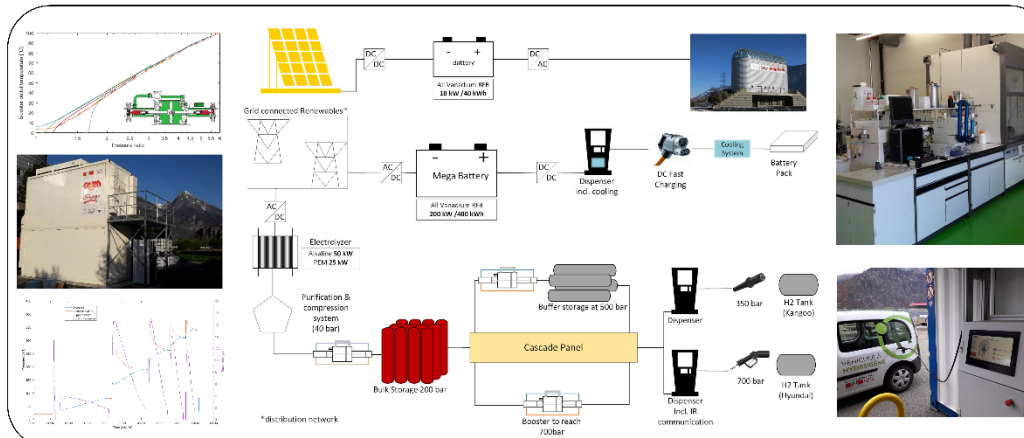 Booster outlet temperature [°C]
Pressure ratio
DC
DC
-
+
Battery
All Vanadium RFB
10 kW /40 kWh
DC
AC
Grid connected Renewables*
AC
DC
-
+
Mega Battery
All Vanadium RFB
200 kW /400 kWh
DC
DC
Dispenser
incl. cooling
DC Fast
Charging
Cooling
System
Battery
Pack
AC
DC
Electrolyzer
Alkaline 50 kW
PEM 25 kW
Purification &
compression
system
(40 bar)
Bulk Storage 200 bar
Buffer storage at 500 bar
Cascade Panel
Booster to reach
700bar
Dispenser
350 bar
H2 Tank
(Kangoo)
Dispenser
Incl. IR
communication
700 bar
H2 Tank
(Hyundai)
*distribution network
HYDROGENE